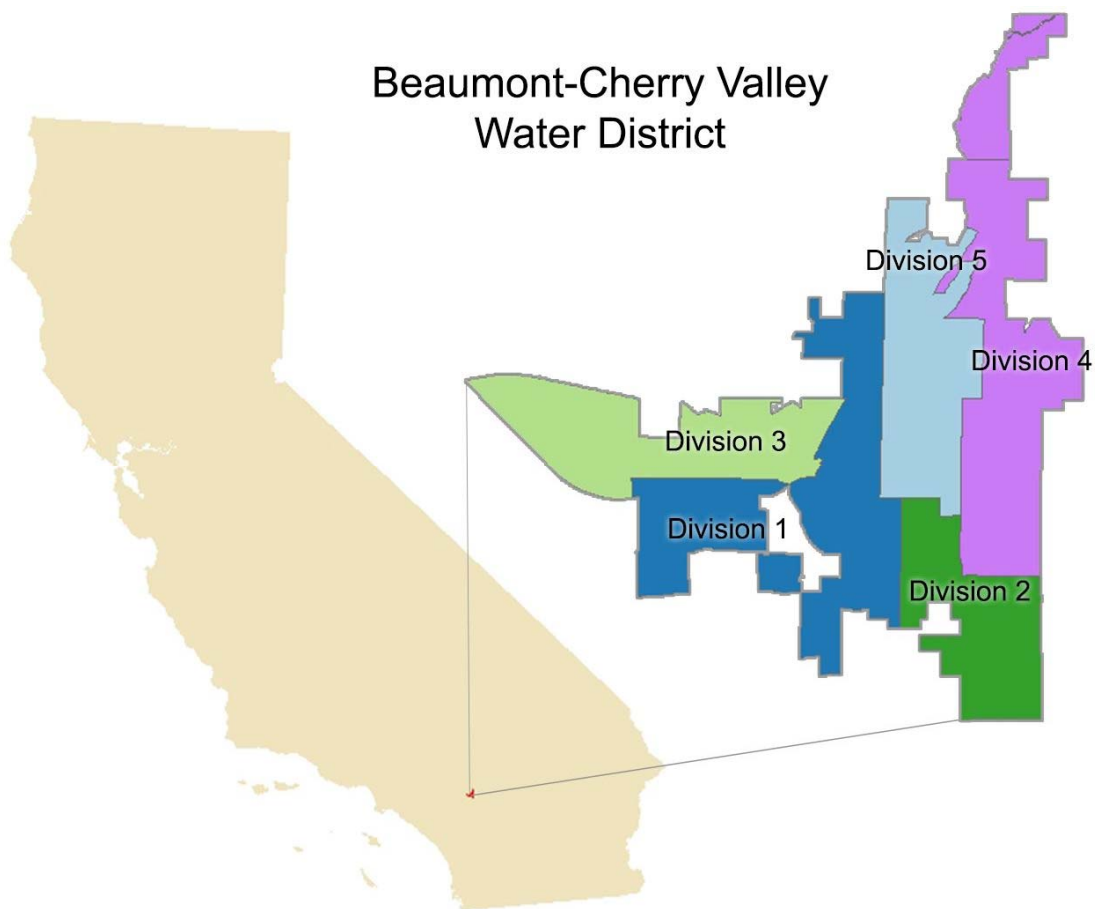 Beaumont-Cherry Valley
Water District
Division 5
Division 4
Division 3
Division 1
Division 2